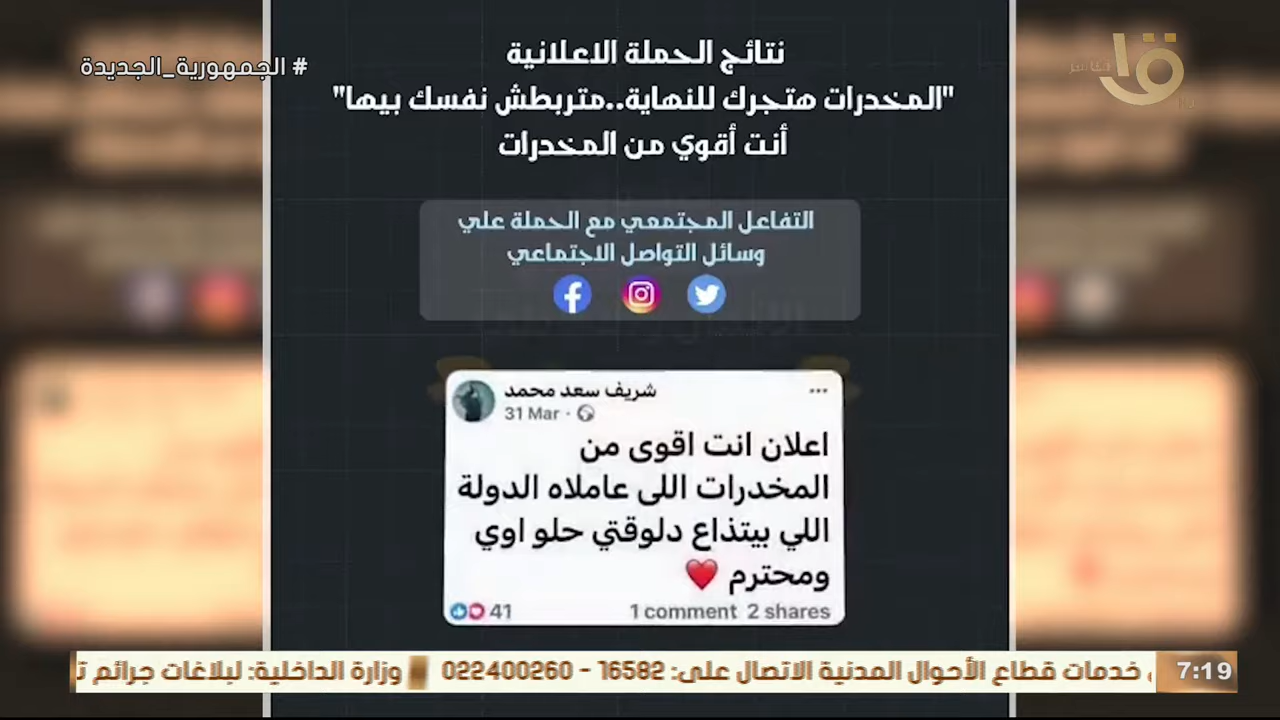 # الجمهورية_الجديدة
نتائج الحملة الاعلانية
"المخدرات هتجرك للنهاية..متربطش نفسك بيها"
أنت أقوي من المخدرات
التفاعل المجتمعي مع الحملة علي
وسائل التواصل الاجتماعي
شريف سعد محمد
31 Mar
اعلان انت اقوى من
المخدرات اللى عاملاه الدولة
اللي بيتذاع دلوقتي حلو اوي
ومحترم ❤️
41 1 comment 2 shares
7:19 خدمات قطاع الأحوال المدنية الاتصال على: 16582 - 022400260 وزارة الداخلية: لبلاغات جرائم